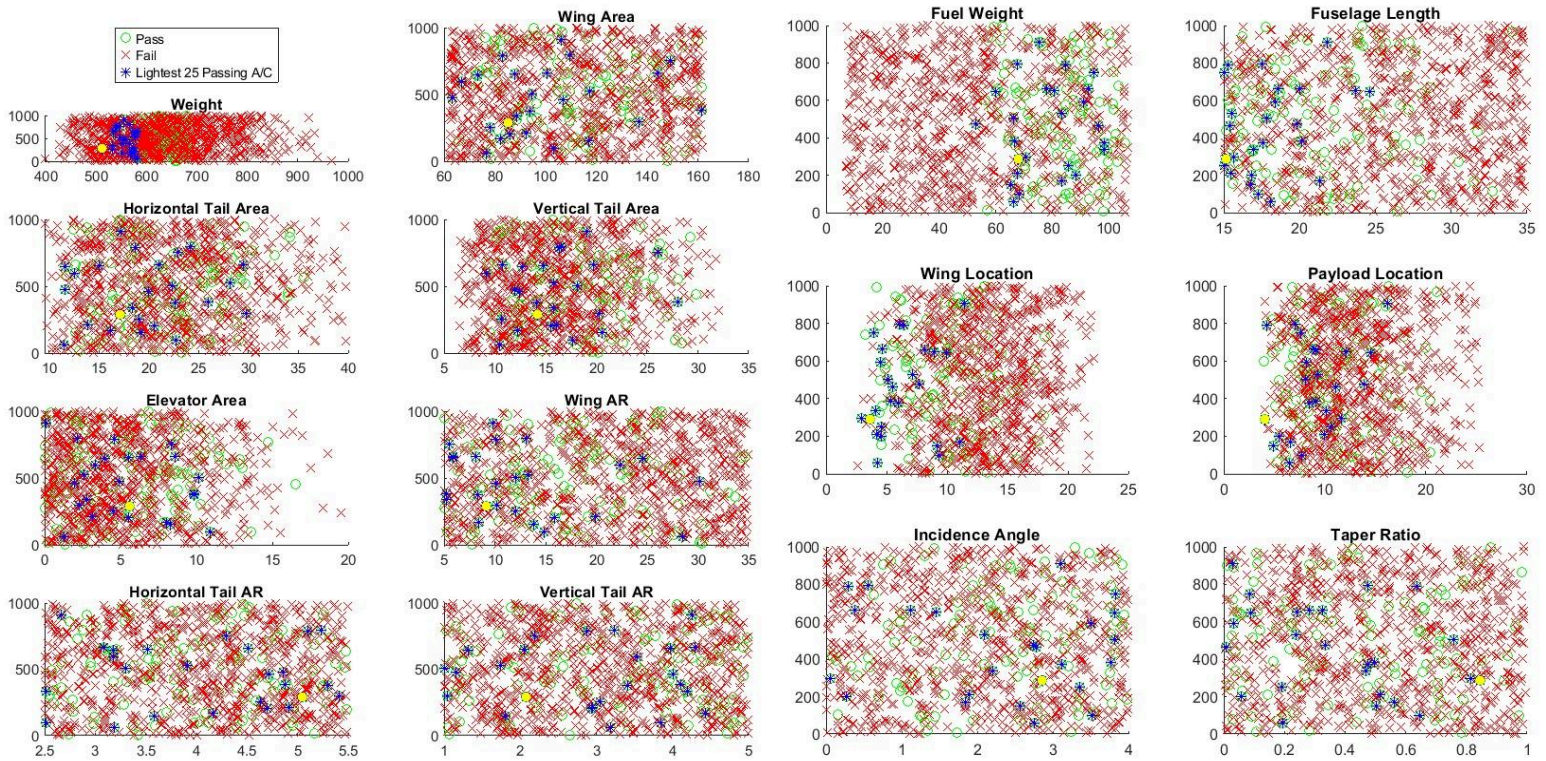 Pass
Fail
Lightest 25 Passing A/C
Weight
1000
500
0
400 500 600 700 800 900 1000
Wing Area
1000
500
0
60 80 100 120 140 160 180
Horizontal Tail Area
1000
500
0
10 15 20 25 30 35 40
Vertical Tail Area
1000
500
0
5 10 15 20 25 30 35
Elevator Area
1000
500
0
0 5 10 15 20
Wing AR
1000
500
0
5 10 15 20 25 30 35
Horizontal Tail AR
1000
500
0
2.5 3 3.5 4 4.5 5 5.5
Vertical Tail AR
1000
500
0
1 2 3 4 5
Fuel Weight
1000
800
600
400
200
0
0 20 40 60 80 100
Fuselage Length
1000
800
600
400
200
0
15 20 25 30 35
Wing Location
1000
800
600
400
200
0
0 5 10 15 20 25
Payload Location
1000
800
600
400
200
0
0 10 20 30
Incidence Angle
1000
800
600
400
200
0
0 1 2 3 4
Taper Ratio
1000
800
600
400
200
0
0 0.2 0.4 0.6 0.8 1